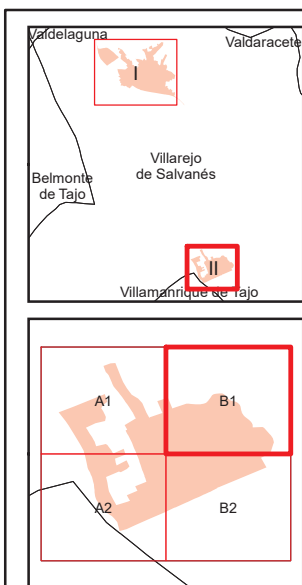 Valdelaguna
Valdaracete
I
Villarejo
de Salvanés
Belmonte
de Tajo
II
Villamanrique de Tajo
A1
B1
A2
B2